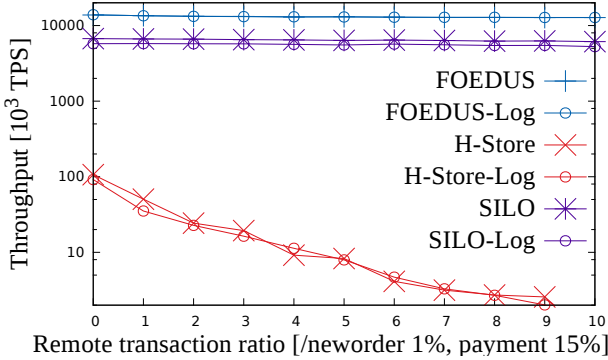 Throughput [10³ TPS]
10000
1000
100
10
FOEDUS
FOEDUS-Log
H-Store
H-Store-Log
SILO
SILO-Log
0 1 2 3 4 5 6 7 8 9 10
Remote transaction ratio [/neworder 1%, payment 15%]